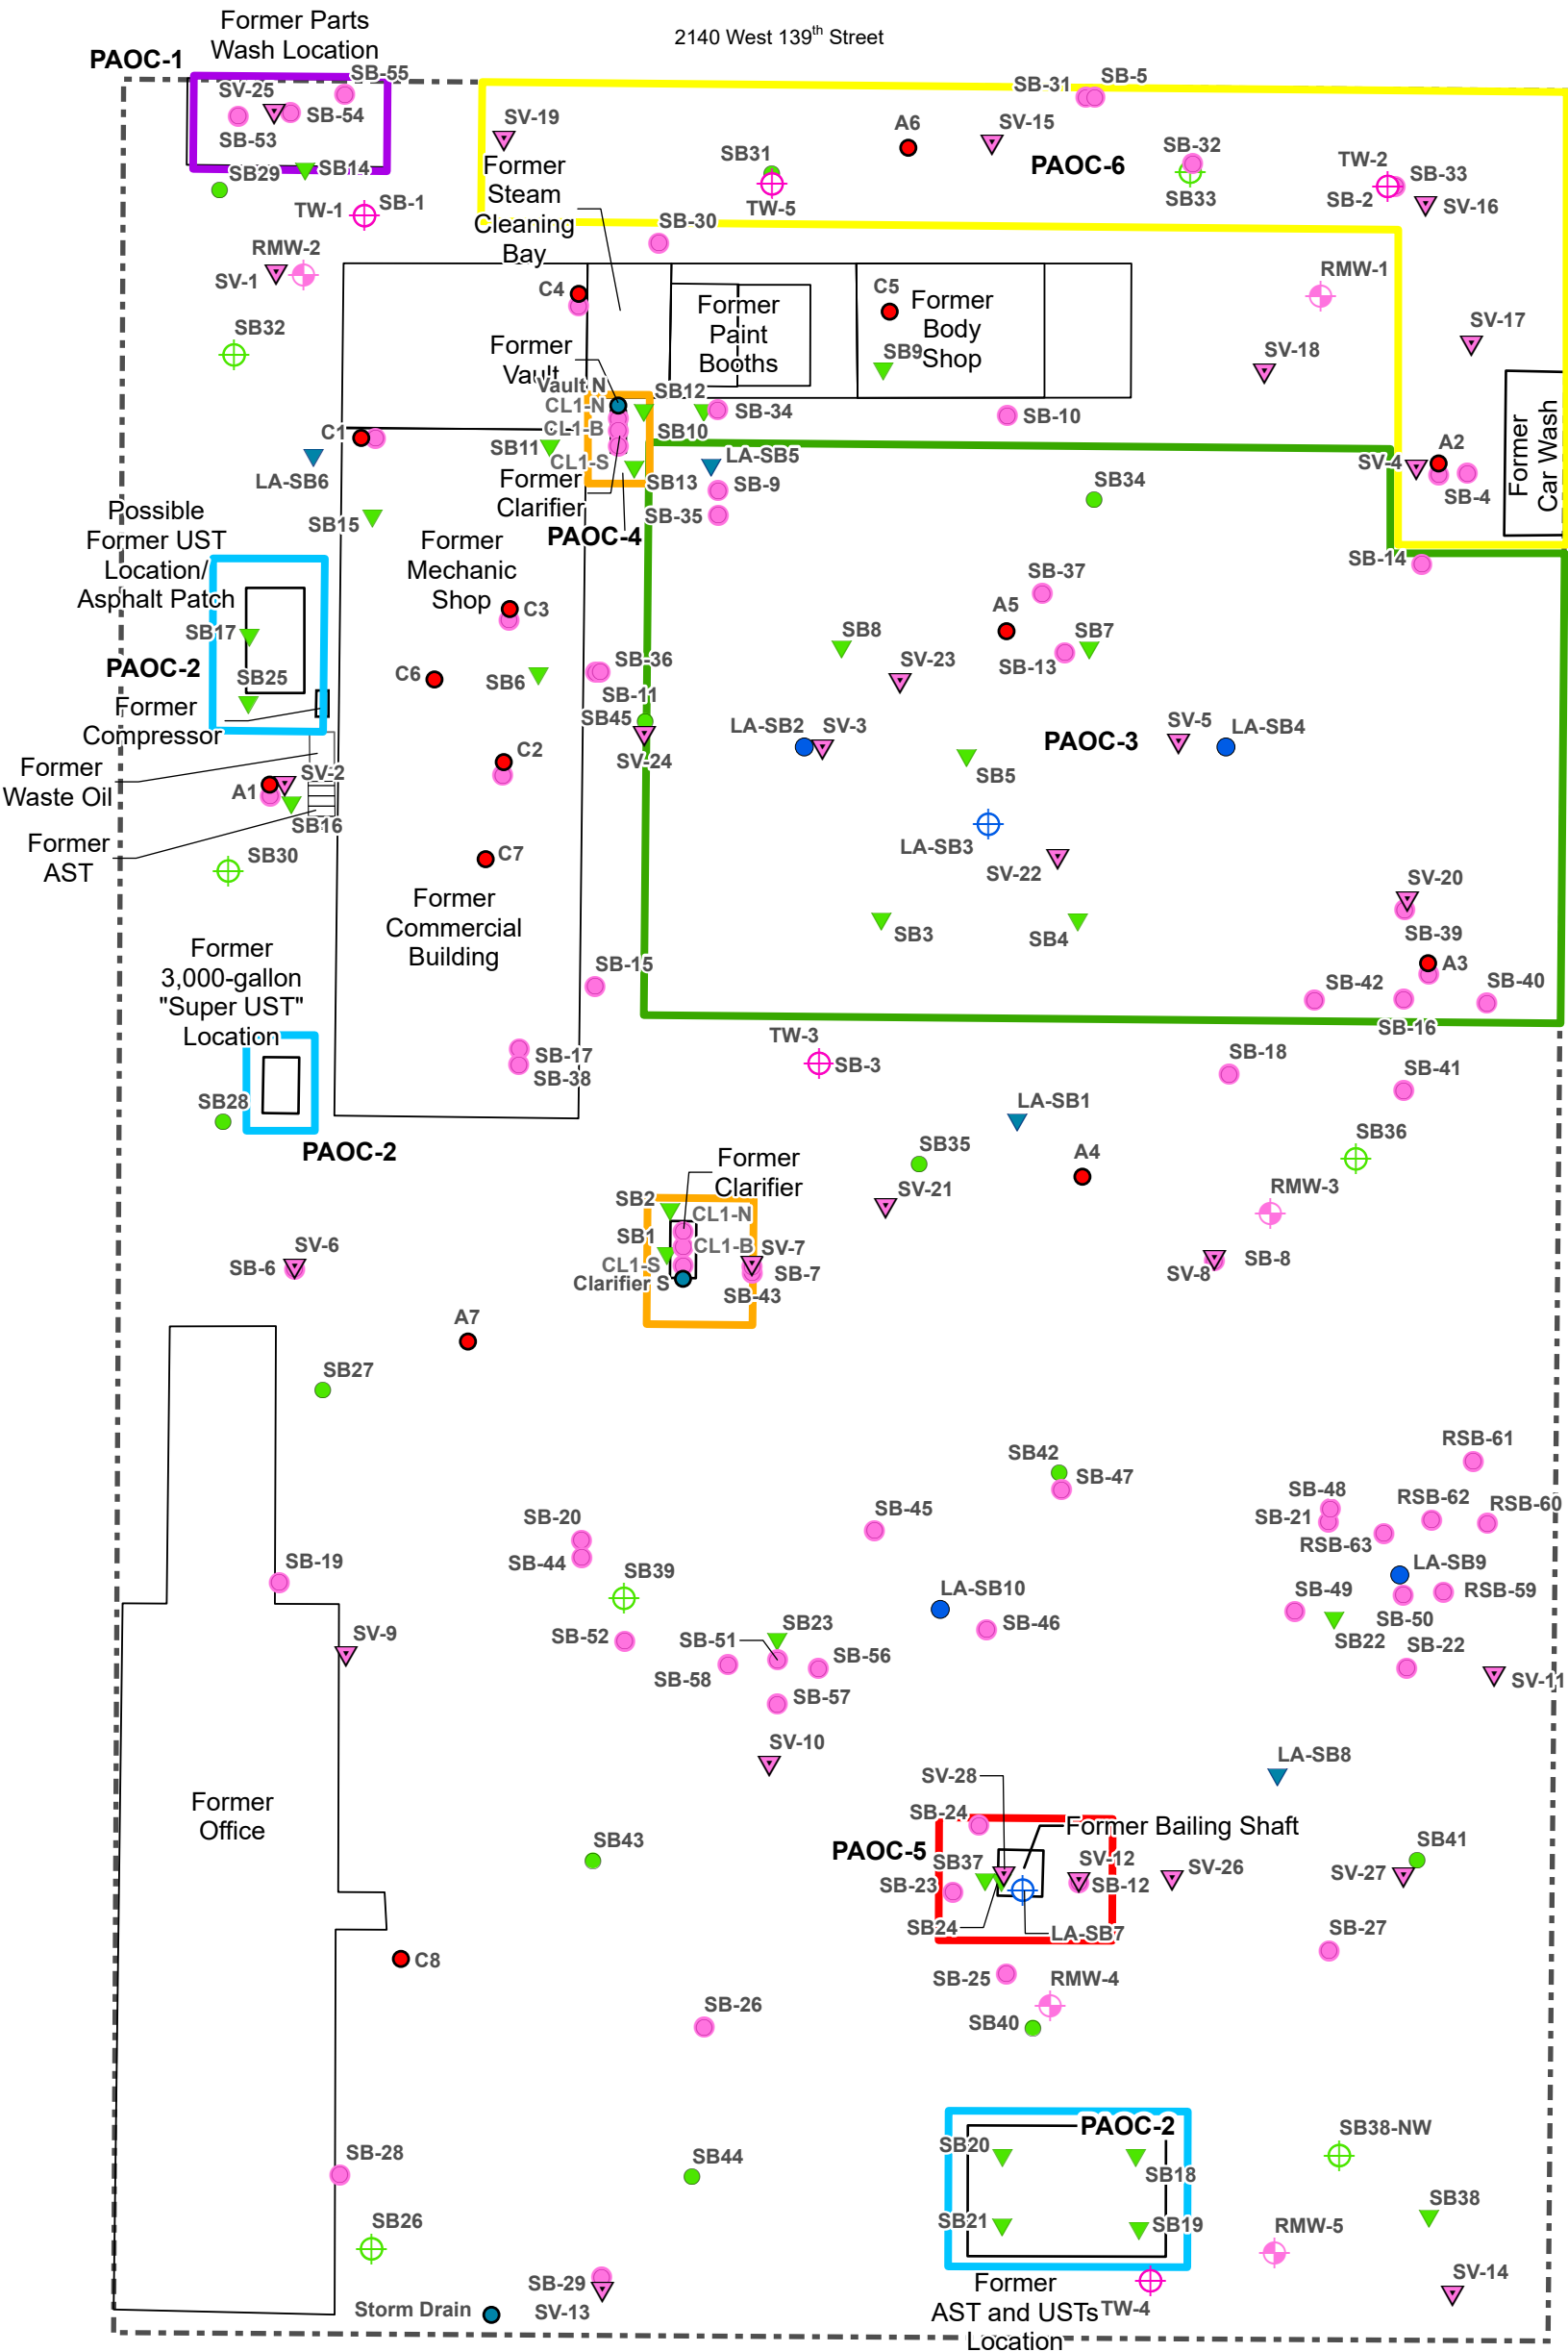 Former Parts
Wash Location
2140 West 139th Street
PAOC-1
SB-55
SV-25
SB-54
SB-53
SB14
SB29
TW-1
SB-1
RMW-2
SV-1
SB32
SV-19
Former
Steam
Cleaning
Bay
SB31
TW-5
A6
SV-15
SB-31
SB-5
PAOC-6
SB-32
SB33
TW-2
SB-33
SB-2
SV-16
SB-30
RMW-1
SV-17
SV-18
C4
Former
Paint
Booths
C5
Former
Body
Shop
SB9
Former
Vault
Vault N
SB12
CL1-N
SB-34
SB-10
CL1-B
SB10
C1
SB11
CL1-S
LA-SB5
LA-SB6
SB13
SB-9
Former
Clarifier
SB-35
PAOC-4
SB34
SV-4
A2
SB-4
Former
Car Wash
SB-14
SB15
Possible
Former UST
Location/
Asphalt Patch
SB17
PAOC-2
SB25
Former
Compressor
Former
Waste Oil
SV-2
A1
SB16
Former
AST
SB30
Former
Mechanic
Shop
C3
C6
SB6
SB-36
SB-11
SB45
SV-24
C2
C7
Former
Commercial
Building
SB-37
A5
SB8
SB7
SB-13
SV-23
LA-SB2
SV-3
SB5
PAOC-3
SV-5
LA-SB4
LA-SB3
SV-22
SB3
SB4
SV-20
SB-39
A3
SB-42
SB-40
SB-16
SB-15
Former
3,000-gallon
"Super UST"
Location
SB28
PAOC-2
SB-17
SB-38
TW-3
SB-3
SB-18
SB-41
LA-SB1
SB35
A4
SB36
SV-21
RMW-3
SV-8
SB-8
Former
Clarifier
SB2
CL1-N
SB1
CL1-B
SV-7
CL1-S
SB-7
Clarifier S
SB-43
SV-6
SB-6
A7
SB27
RSB-61
SB42
SB-47
SB-48
SB-21
RSB-62
RSB-60
RSB-63
SB-45
SB-20
SB-44
SB-19
SB39
LA-SB9
LA-SB10
SB-49
RSB-59
SB-50
SB-46
SB22
SB-22
SV-11
SV-9
SB-52
SB-51
SB23
SB-56
SB-58
SB-57
SV-10
LA-SB8
SV-28
SB-24
Former Bailing Shaft
PAOC-5
SB37
SV-12
SV-26
SB-23
SB-12
SB24
LA-SB7
SB41
SV-27
Former
Office
SB43
SB-27
C8
SB-25
RMW-4
SB40
SB-26
PAOC-2
SB20
SB18
SB21
SB19
SB38-NW
SB38
RMW-5
SV-14
SB-28
SB44
SB26
SB-29
SV-13
Storm Drain
Former
AST and USTs
Location
TW-4